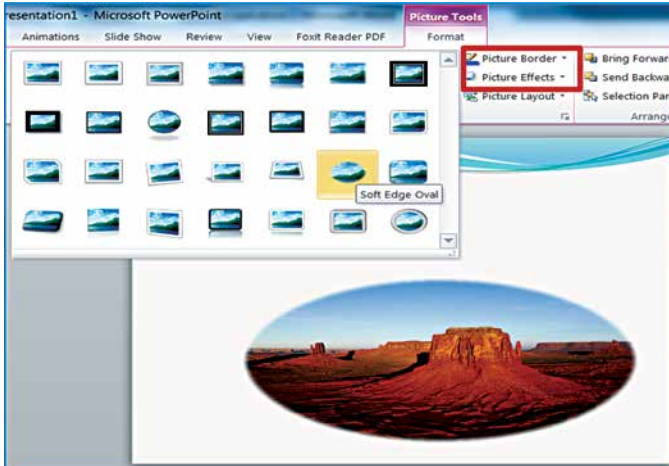 resentation1 - Microsoft PowerPoint
Picture Tools
Animations Slide Show Review View Foxit Reader PDF Format
Picture Border
Bring Forwar
Picture Effects
Send Backwa
Picture Layout
Selection Pan
Arrange
Soft Edge Oval